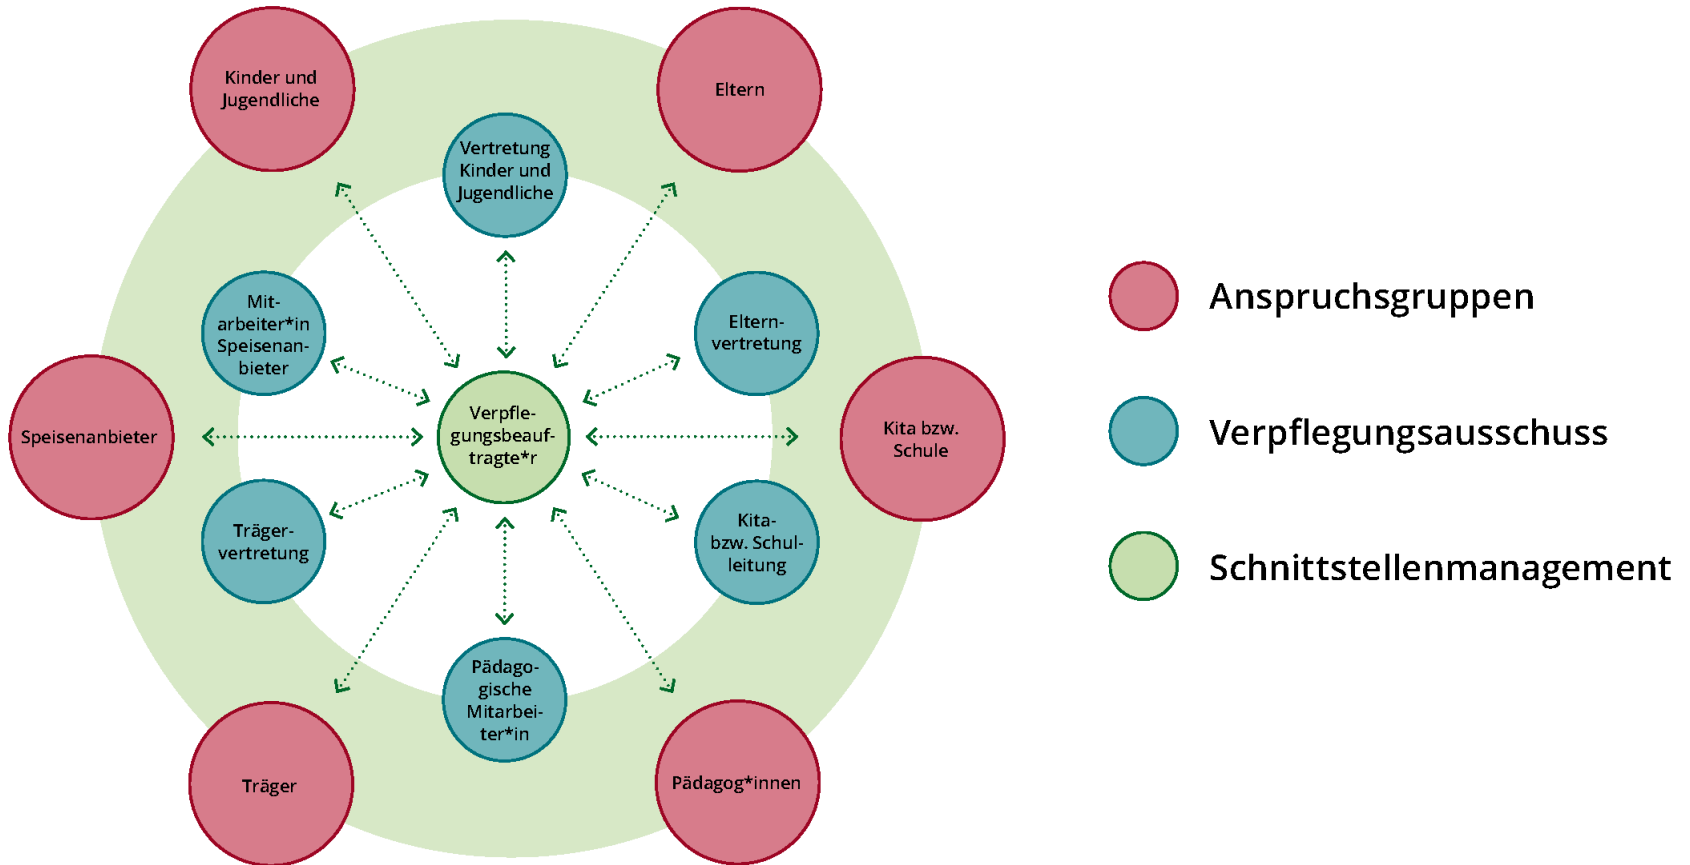 Kinder und
Jugendliche
Eltern
Vertretung
Kinder und
Jugendliche
Mit-
arbeiter*in
Speisenan-
bieter
Eltern-
vertretung
Speisenanbieter
Verpfle-
gungsbeauf-
tragte*r
Kita bzw.
Schule
Träger-
vertretung
Kita-
bzw. Schul-
leitung
Pädago-
gische
Mitarbei-
ter*in
Träger
Pädagog*innen
Anspruchsgruppen
Verpflegungsausschuss
Schnittstellenmanagement